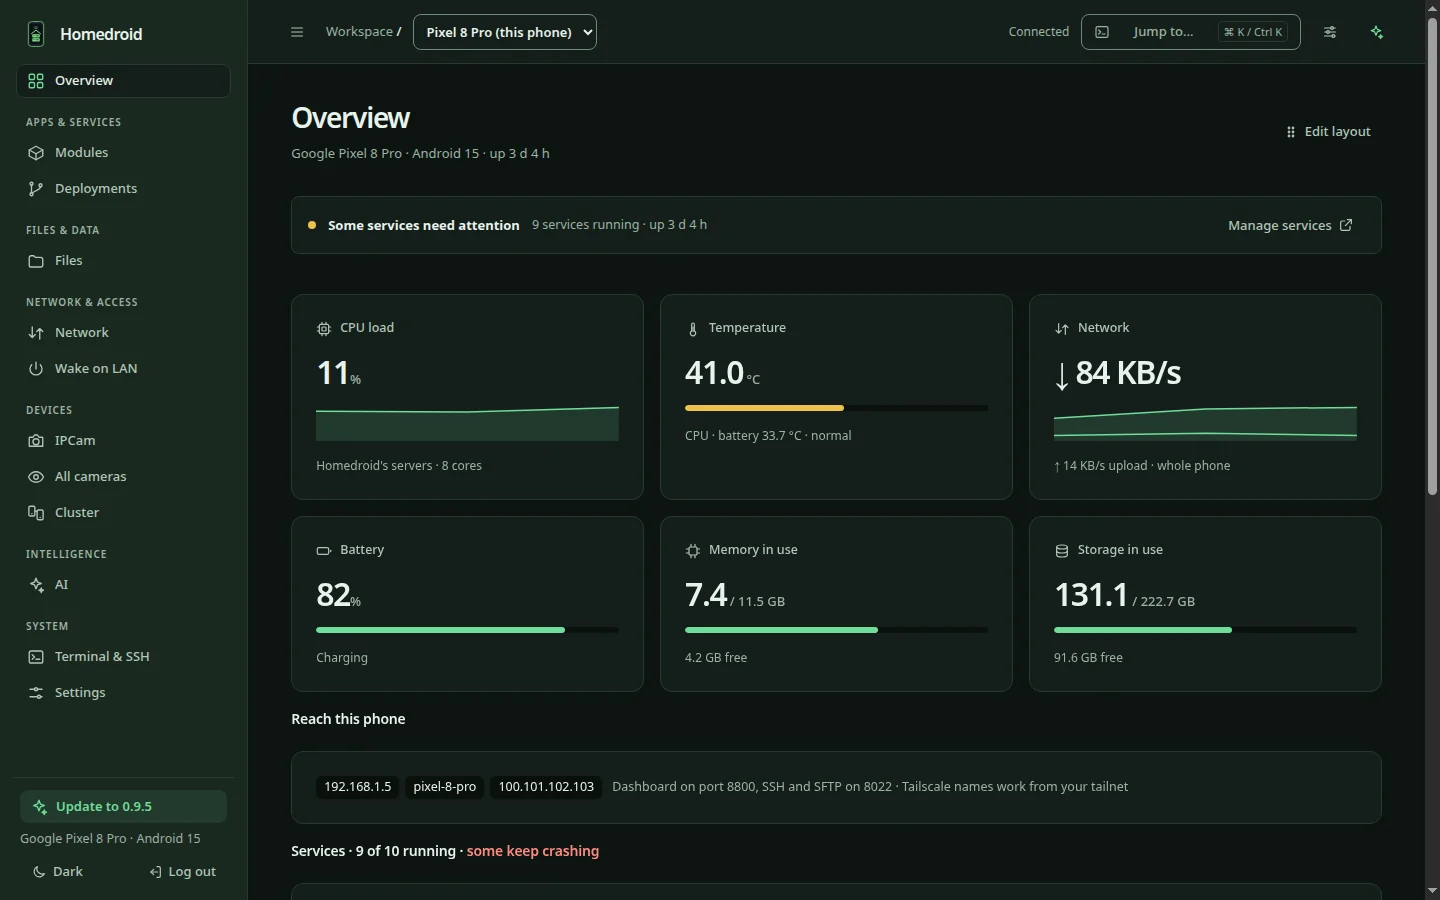 Homedroid
Overview
APPS & SERVICES
Modules
Deployments
FILES & DATA
Files
NETWORK & ACCESS
Network
Wake on LAN
DEVICES
IPCam
All cameras
Cluster
INTELLIGENCE
AI
SYSTEM
Terminal & SSH
Settings
Update to 0.9.5
Google Pixel 8 Pro · Android 15
Dark Log out
Workspace / Pixel 8 Pro (this phone) Connected Jump to... ⌘ K / Ctrl K
Overview
Google Pixel 8 Pro · Android 15 · up 3 d 4 h
Edit layout
Some services need attention 9 services running · up 3 d 4 h Manage services
CPU load
11%
Homedroid's servers · 8 cores
Temperature
41.0 °C
CPU · battery 33.7 °C · normal
Network
↓ 84 KB/s
↑ 14 KB/s upload · whole phone
Battery
82%
Charging
Memory in use
7.4 / 11.5 GB
4.2 GB free
Storage in use
131.1 / 222.7 GB
91.6 GB free
Reach this phone
192.168.1.5 pixel-8-pro 100.101.102.103 Dashboard on port 8800, SSH and SFTP on 8022 · Tailscale names work from your tailnet
Services · 9 of 10 running · some keep crashing